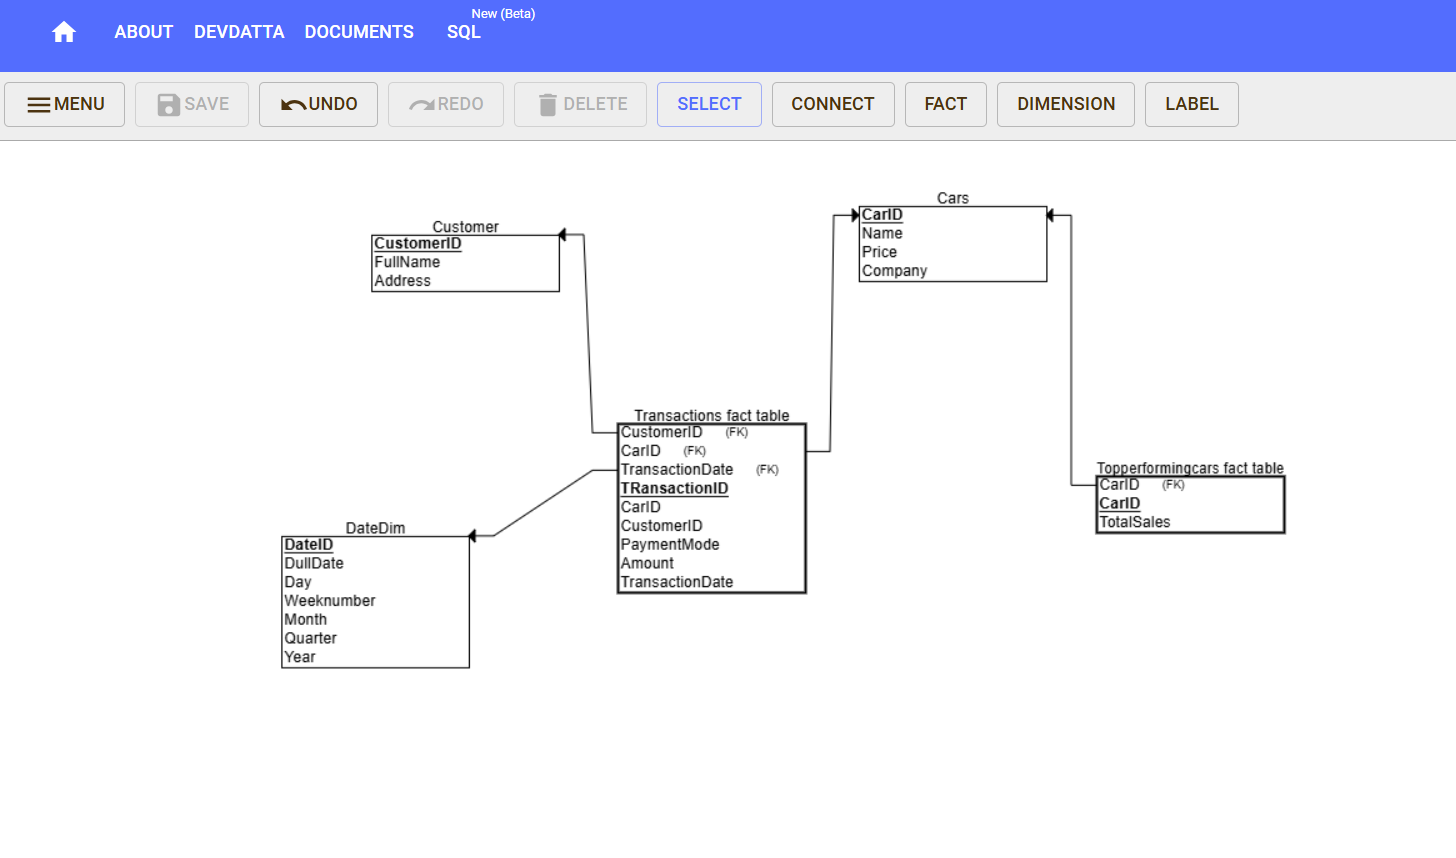 New (Beta)
ABOUT DEVDATTA DOCUMENTS SQL
MENU SAVE UNDO REDO DELETE SELECT CONNECT FACT DIMENSION LABEL
Cars
CarID
Name
Price
Company
Customer
CustomerID
FullName
Address
Transactions fact table
CustomerID (FK)
CarID (FK)
TransactionDate (FK)
TRansactionID
CarID
CustomerID
PaymentMode
Amount
TransactionDate
Topperformingcars fact table
CarID (FK)
CarID
TotalSales
DateDim
DateID
DullDate
Day
Weeknumber
Month
Quarter
Year